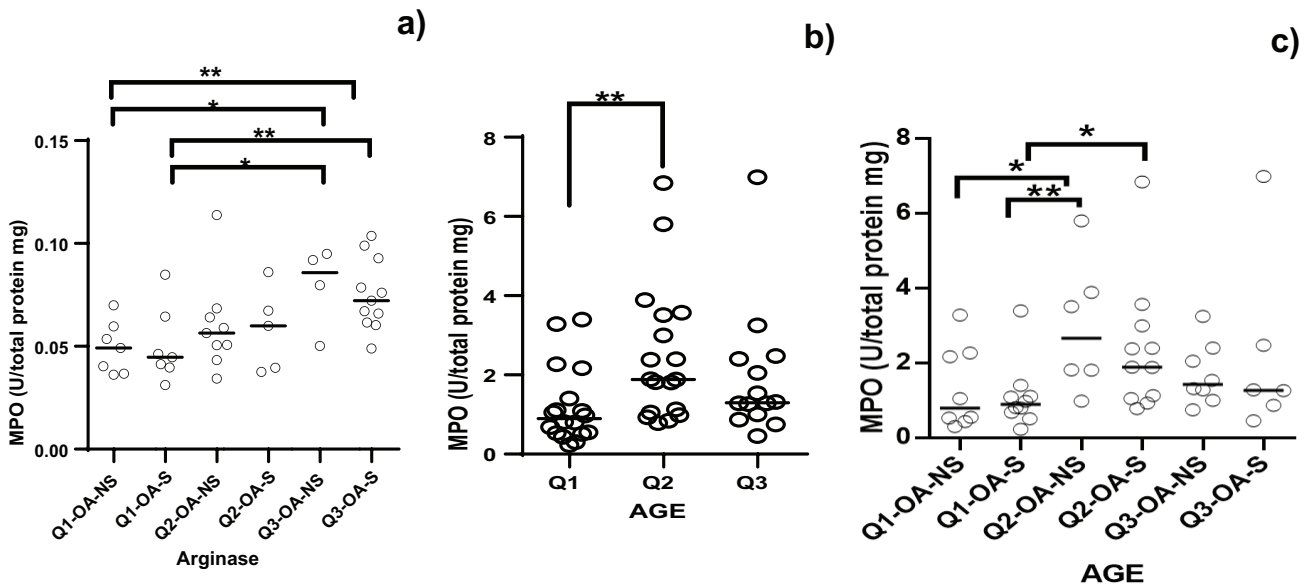 a)
**
*
**
*
MPO (U/total protein mg)
0.15
0.10
0.05
0.00
Q1-OA-NS
Q1-OA-S
Q2-OA-NS
Q2-OA-S
Q3-OA-NS
Q3-OA-S
Arginase
b)
**
MPO (U/total protein mg)
8
6
4
2
0
Q1
Q2
Q3
AGE
c)
*
*
**
MPO (U/total protein mg)
8
6
4
2
0
Q1-OA-NS
Q1-OA-S
Q2-OA-NS
Q2-OA-S
Q3-OA-NS
Q3-OA-S
AGE